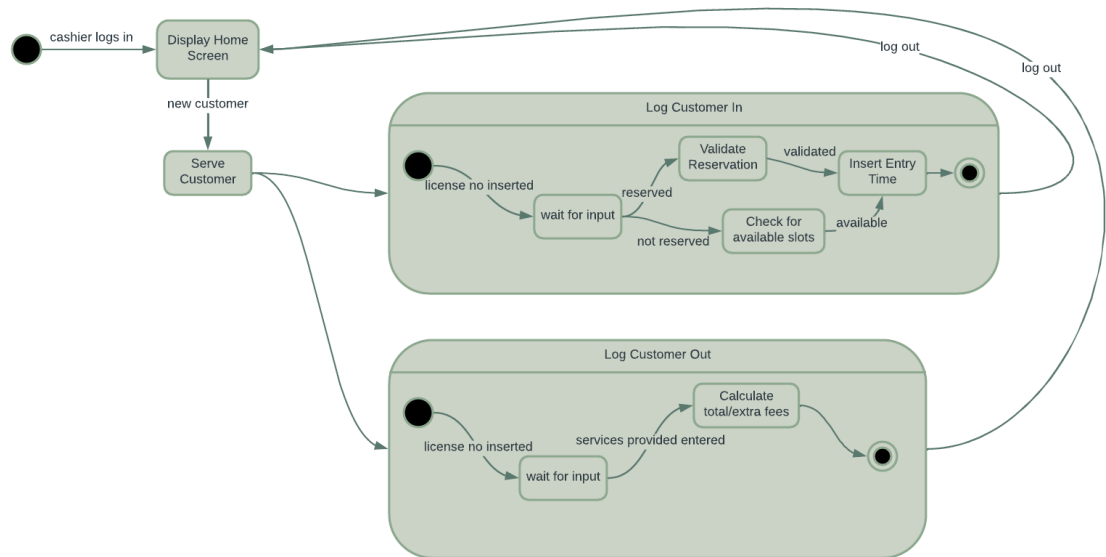 cashier logs in
Display Home
Screen
log out
log out
new customer
Serve
Customer
Log Customer In
license no inserted
wait for input
reserved
Validate
Reservation
validated
not reserved
Check for
available slots
available
Insert Entry
Time
Log Customer Out
license no inserted
wait for input
services provided entered
Calculate
total/extra fees